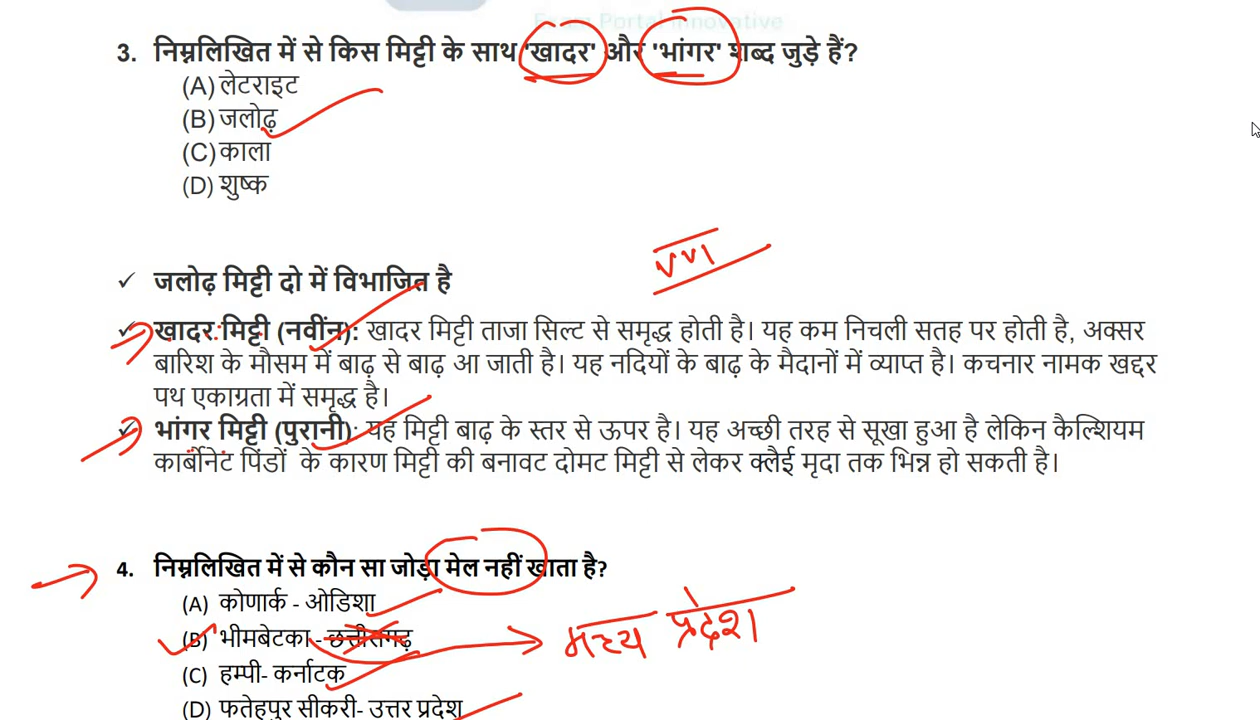 Exam Portal Innovative
3. निम्नलिखित में से किस मिट्टी के साथ 'खादर' और 'भांगर' शब्द जुड़े हैं?
(A) लेटराइट
(B) जलोढ़
(C) काला
(D) शुष्क
VVI
✓ जलोढ़ मिट्टी दो में विभाजित है
✓ खादर मिट्टी (नवींन): खादर मिट्टी ताजा सिल्ट से समृद्ध होती है। यह कम निचली सतह पर होती है, अक्सर
बारिश के मौसम में बाढ़ से बाढ़ आ जाती है। यह नदियों के बाढ़ के मैदानों में व्याप्त है। कचनार नामक खद्दर
पथ एकाग्रता में समृद्ध है।
✓ भांगर मिट्टी (पुरानी): यह मिट्टी बाढ़ के स्तर से ऊपर है। यह अच्छी तरह से सूखा हुआ है लेकिन कैल्शियम
कार्बोनेट पिंडों के कारण मिट्टी की बनावट दोमट मिट्टी से लेकर क्लैई मृदा तक भिन्न हो सकती है।
4. निम्नलिखित में से कौन सा जोड़ा मेल नहीं खाता है?
(A) कोणार्क - ओडिशा
(B) भीमबेटका - छत्तीसगढ़
मध्य प्रदेश
(C) हम्पी- कर्नाटक
(D) फतेहपुर सीकरी- उत्तर प्रदेश